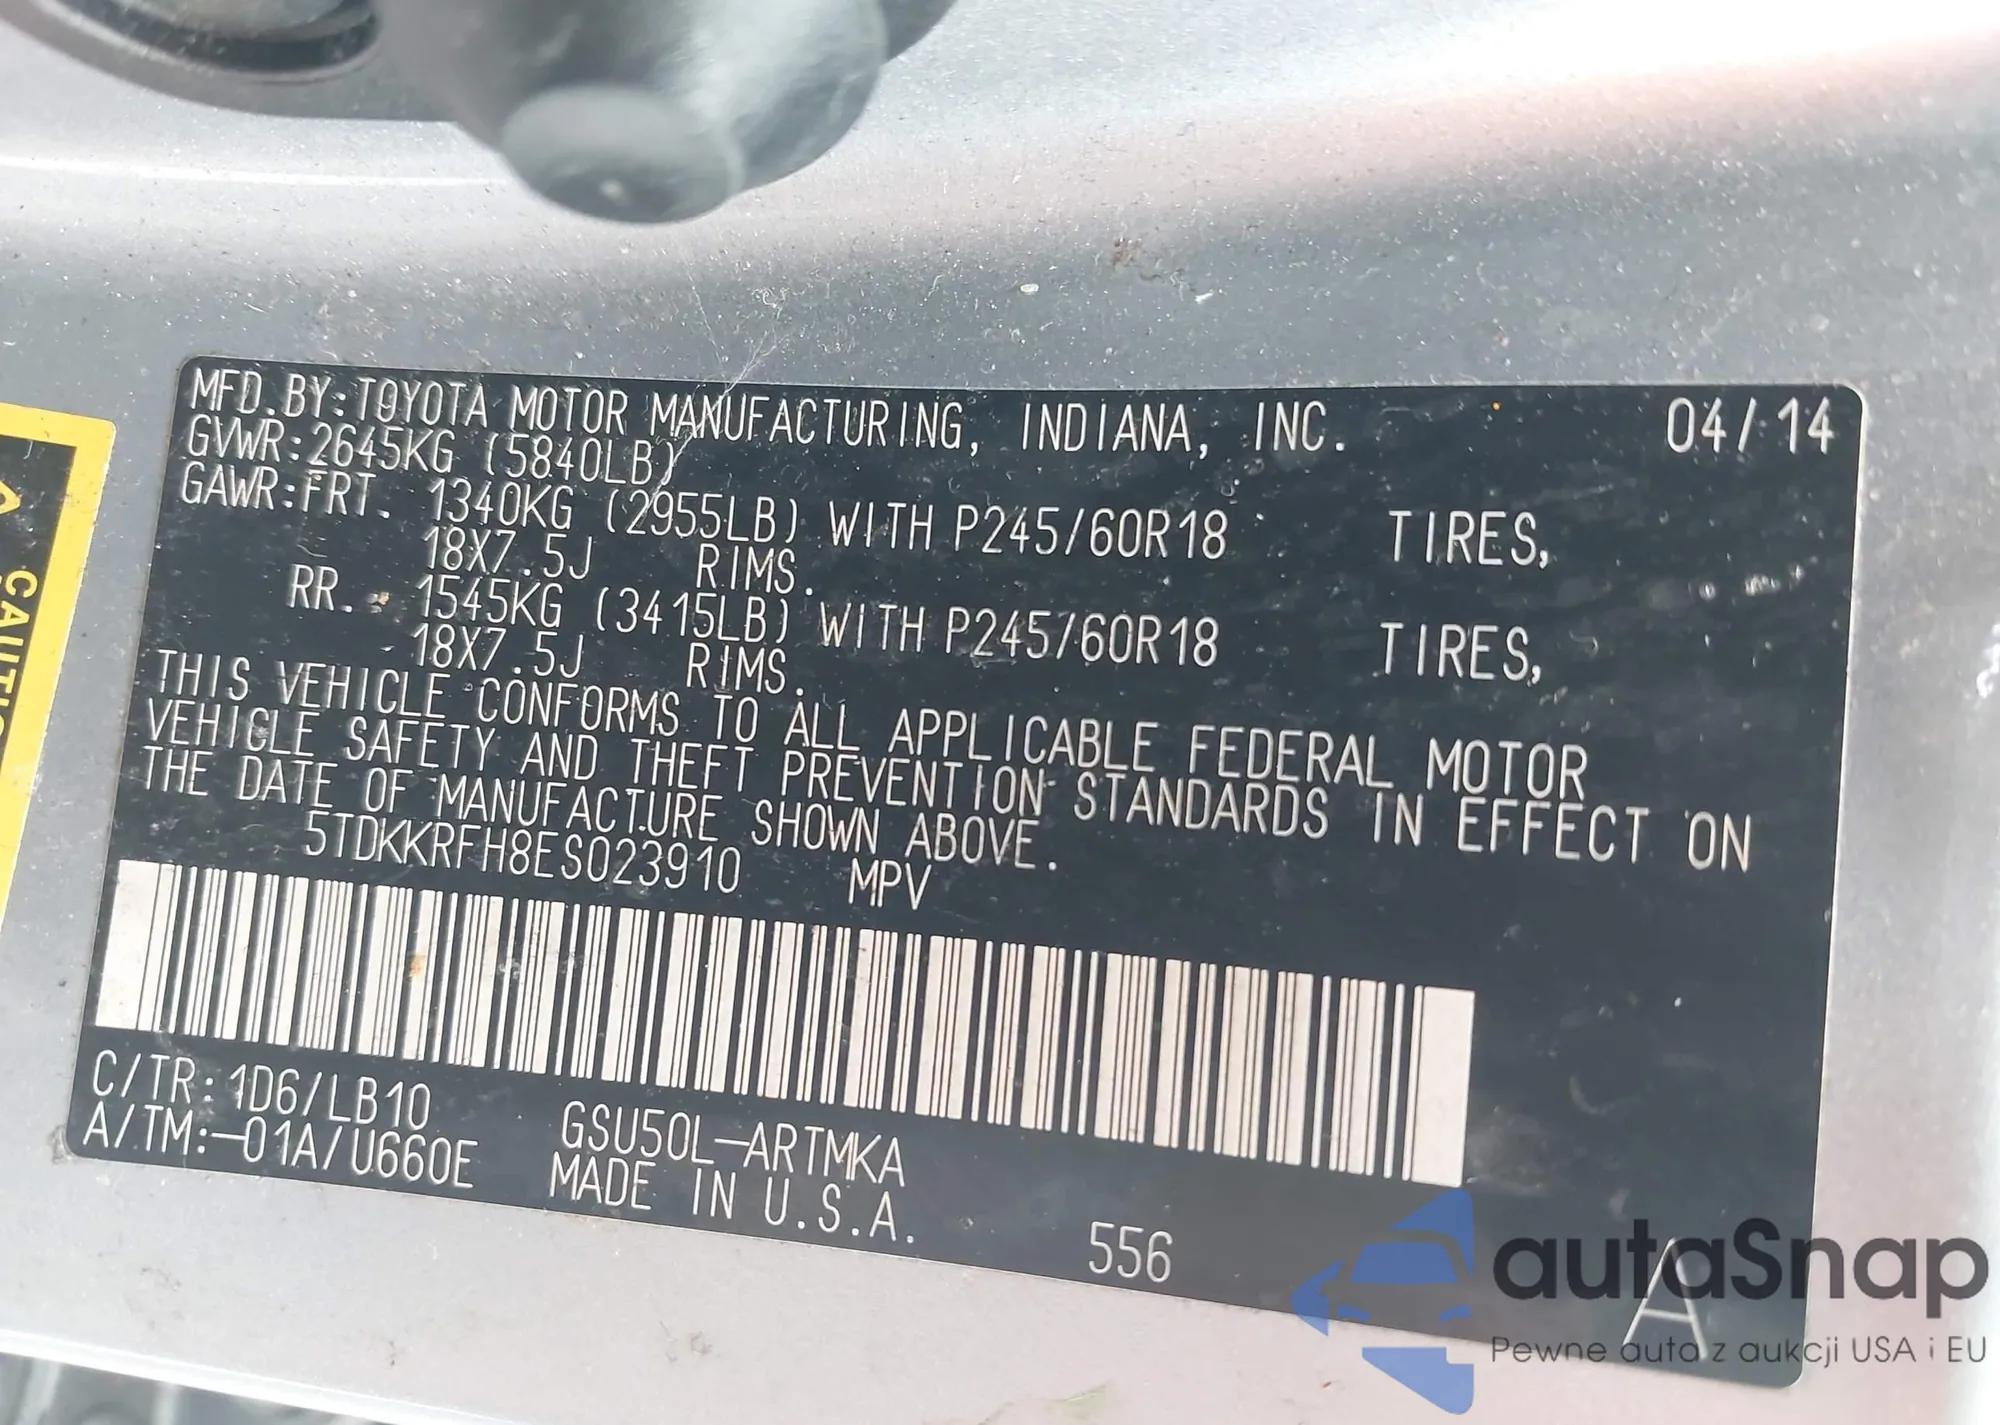 MFD.BY:TOYOTA MOTOR MANUFACTURING, INDIANA, INC. 04/14
GVWR:2645KG (5840LB)
GAWR:FRT. 1340KG (2955LB) WITH P245/60R18 TIRES,
18X7.5J RIMS.
RR. 1545KG (3415LB) WITH P245/60R18 TIRES,
18X7.5J RIMS.
THIS VEHICLE CONFORMS TO ALL APPLICABLE FEDERAL MOTOR
VEHICLE SAFETY AND THEFT PREVENTION STANDARDS IN EFFECT ON
THE DATE OF MANUFACTURE SHOWN ABOVE.
5TDKKRFH8ES023910 MPV
C/TR:1D6/LB10 GSU50L-ARTMKA
A/TM:-01A/U660E MADE IN U.S.A.
556 A
autaSnap
Pewne auta z aukcji USA i EU